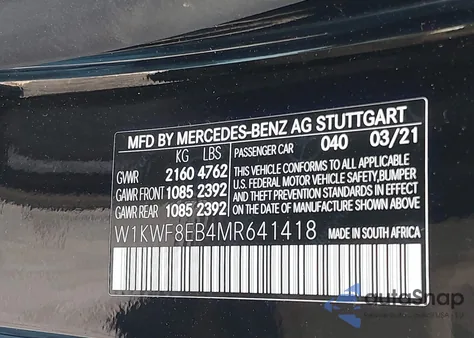 MFD BY MERCEDES-BENZ AG STUTTGART
KG LBS PASSENGER CAR 040 03/21
GVWR 2160 4762
GAWR FRONT 1085 2392
GAWR REAR 1085 2392
THIS VEHICLE CONFORMS TO ALL APPLICABLE
U.S. FEDERAL MOTOR VEHICLE SAFETY,BUMPER
AND THEFT PREVENTION STANDARDS IN EFFECT
ON THE DATE OF MANUFACTURE SHOWN ABOVE.
W1KWF8EB4MR641418 MADE IN SOUTH AFRICA
autoSnap